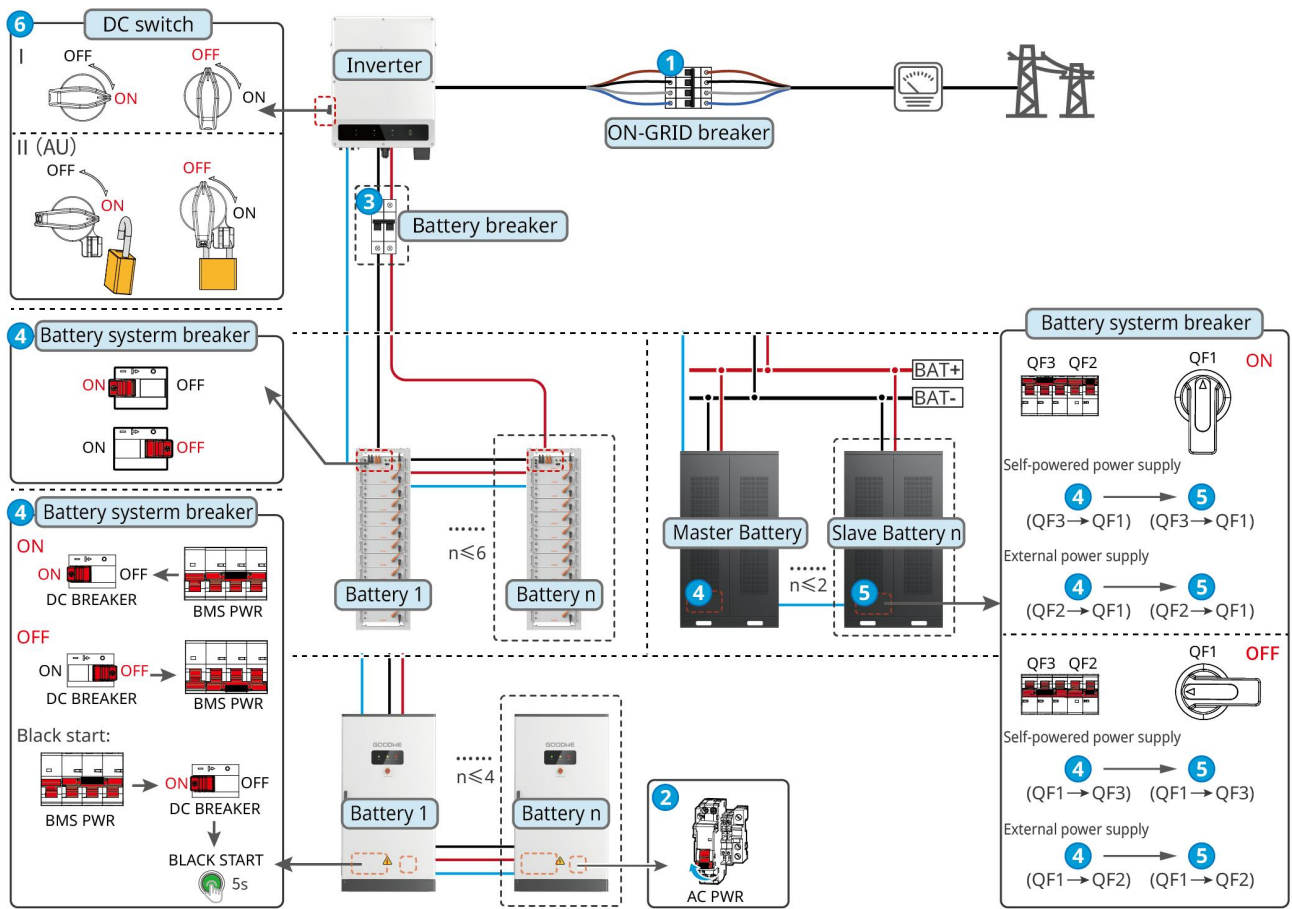 6
DC switch
I
OFF
ON
OFF
ON
II (AU)
OFF
ON
OFF
ON
Inverter
1
ON-GRID breaker
3
Battery breaker
4
Battery systerm breaker
ON
OFF
ON
OFF
4
Battery systerm breaker
ON
ON
OFF
DC BREAKER
BMS PWR
OFF
ON
OFF
DC BREAKER
BMS PWR
Black start:
BMS PWR
ON
OFF
DC BREAKER
BLACK START
5s
Battery 1
......
n≤6
Battery n
BAT+
BAT-
Master Battery
4
......
n≤2
Slave Battery n
5
GOODWE
Battery 1
......
n≤4
GOODWE
Battery n
2
AC PWR
Battery systerm breaker
QF3 QF2
QF1
ON
Self-powered power supply
4 → 5
(QF3→QF1) (QF3→QF1)
External power supply
4 → 5
(QF2→QF1) (QF2→QF1)
QF3 QF2
QF1
OFF
Self-powered power supply
4 → 5
(QF1→QF3) (QF1→QF3)
External power supply
4 → 5
(QF1→QF2) (QF1→QF2)